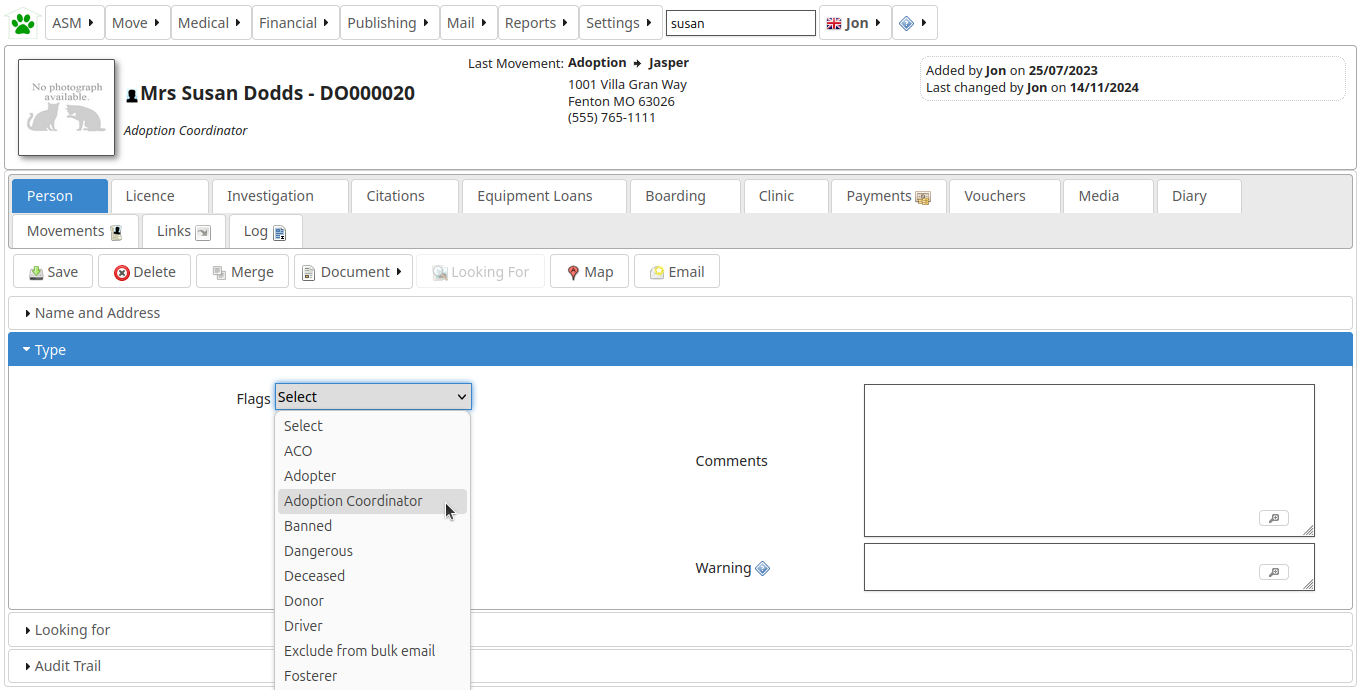 ASM Move Medical Financial Publishing Mail Reports Settings susan Jon
No photograph
available.
Mrs Susan Dodds - DO000020
Adoption Coordinator
Last Movement: Adoption → Jasper
1001 Villa Gran Way
Fenton MO 63026
(555) 765-1111
Added by Jon on 25/07/2023
Last changed by Jon on 14/11/2024
Person Licence Investigation Citations Equipment Loans Boarding Clinic Payments Vouchers Media Diary
Movements Links Log
Save Delete Merge Document Looking For Map Email
Name and Address
Type
Flags Select
Select
ACO
Adopter
Adoption Coordinator
Banned
Dangerous
Deceased
Donor
Driver
Exclude from bulk email
Fosterer
Comments
Warning
Looking for
Audit Trail